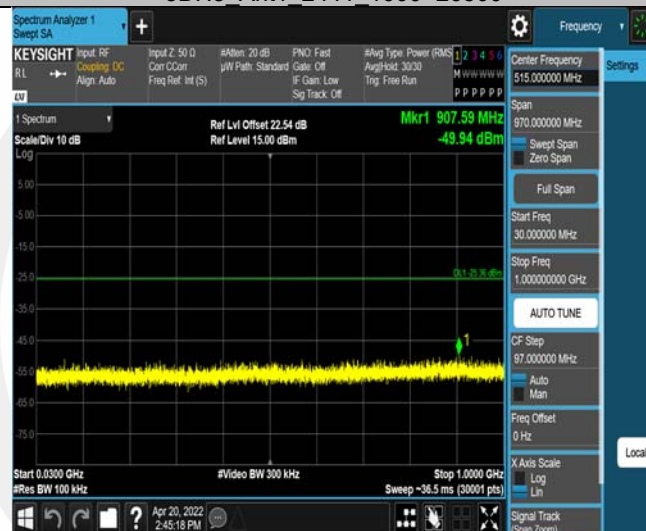 Spectrum Analyzer 1
Swept SA
+
Frequency
KEYSIGHT
RL
Input: RF
Coupling: DC
Align: Auto
Input Z: 50 Ω
Corr CCorr
Freq Ref: Int (S)
#Atten: 20 dB
µW Path: Standard
PNO: Fast
Gate: Off
IF Gain: Low
Sig Track: Off
#Avg Type: Power (RMS
Avg|Hold: 30/30
Trig: Free Run
1 2 3 4 5 6
M W W W W W
P P P P P P
1 Spectrum
Scale/Div 10 dB
Log
Ref Lvl Offset 22.54 dB
Ref Level 15.00 dBm
Mkr1 907.59 MHz
-49.94 dBm
5.00
-5.00
-15.0
-25.0
-35.0
-45.0
-55.0
-65.0
-75.0
DL1 -25.36 dBm
1
Start 0.0300 GHz
#Res BW 100 kHz
#Video BW 300 kHz
Stop 1.0000 GHz
Sweep ~36.5 ms (30001 pts)
Apr 20, 2022
2:45:18 PM
Center Frequency
515.000000 MHz
Span
970.000000 MHz
Swept Span
Zero Span
Full Span
Start Freq
30.000000 MHz
Stop Freq
1.000000000 GHz
AUTO TUNE
CF Step
97.000000 MHz
Auto
Man
Freq Offset
0 Hz
X Axis Scale
Log
Lin
Signal Track
(Span Zoom)
Settings
Local